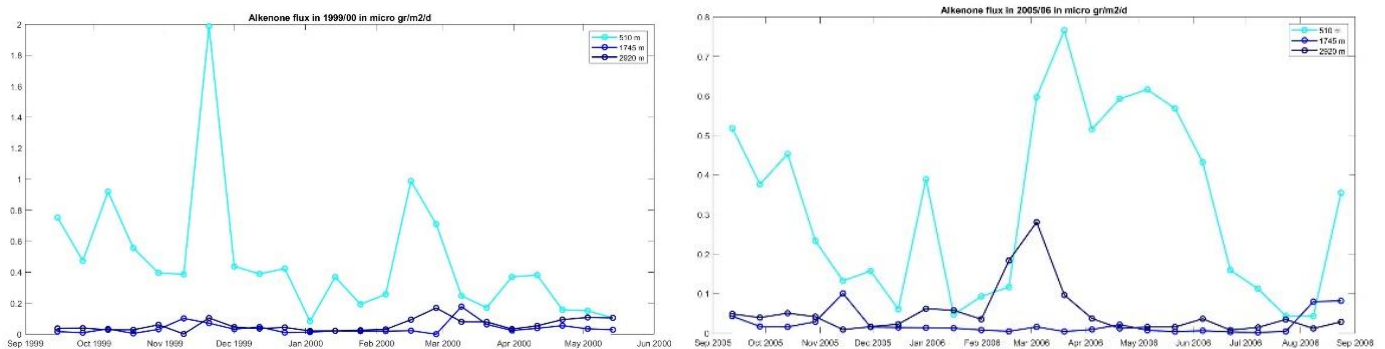 Alkenone flux in 1999/00 in micro gr/m2/d
2
1.8
1.6
1.4
1.2
1
0.8
0.6
0.4
0.2
0
510 m
1745 m
2920 m
Sep 1999 Oct 1999 Nov 1999 Dec 1999 Jan 2000 Feb 2000 Mar 2000 Apr 2000 May 2000 Jun 2000
Alkenone flux in 2005/06 in micro gr/m2/d
0.8
0.7
0.6
0.5
0.4
0.3
0.2
0.1
0
510 m
1745 m
2920 m
Sep 2005 Oct 2005 Nov 2005 Dec 2005 Jan 2006 Feb 2006 Mar 2006 Apr 2006 May 2006 Jun 2006 Jul 2006 Aug 2006 Sep 2006